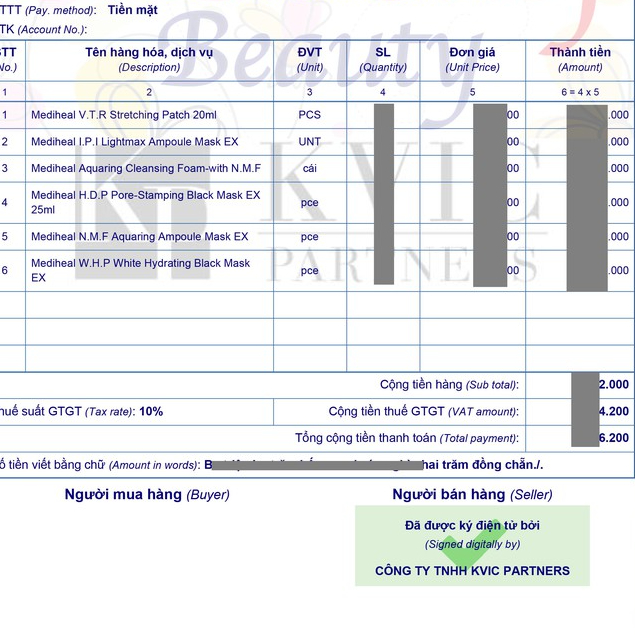 TTT (Pay. method): Tiền mặt
TK (Account No.):
Beauty
STT Tên hàng hóa, dịch vụ ĐVT SL Đơn giá Thành tiền
No.) (Description) (Unit) (Quantity) (Unit Price) (Amount)
1 2 3 4 5 6 = 4 x 5
1 Mediheal V.T.R Stretching Patch 20ml PCS 00 .000
2 Mediheal I.P.I Lightmax Ampoule Mask EX UNT 00 .000
3 Mediheal Aquaring Cleansing Foam-with N.M.F cái 00 .000
4 Mediheal H.D.P Pore-Stamping Black Mask EX
25ml pce 00 .000
5 Mediheal N.M.F Aquaring Ampoule Mask EX pce 00 .000
6 Mediheal W.H.P White Hydrating Black Mask
EX pce 00 .000
KVIC
PARTNERS
Cộng tiền hàng (Sub total): 2.000
huế suất GTGT (Tax rate): 10% Cộng tiền thuế GTGT (VAT amount): 4.200
Tổng cộng tiền thanh toán (Total payment): 6.200
ố tiền viết bằng chữ (Amount in words): hai trăm đồng chẵn./.
Người mua hàng (Buyer) Người bán hàng (Seller)
Đã được ký điện tử bởi
(Signed digitally by)
CÔNG TY TNHH KVIC PARTNERS